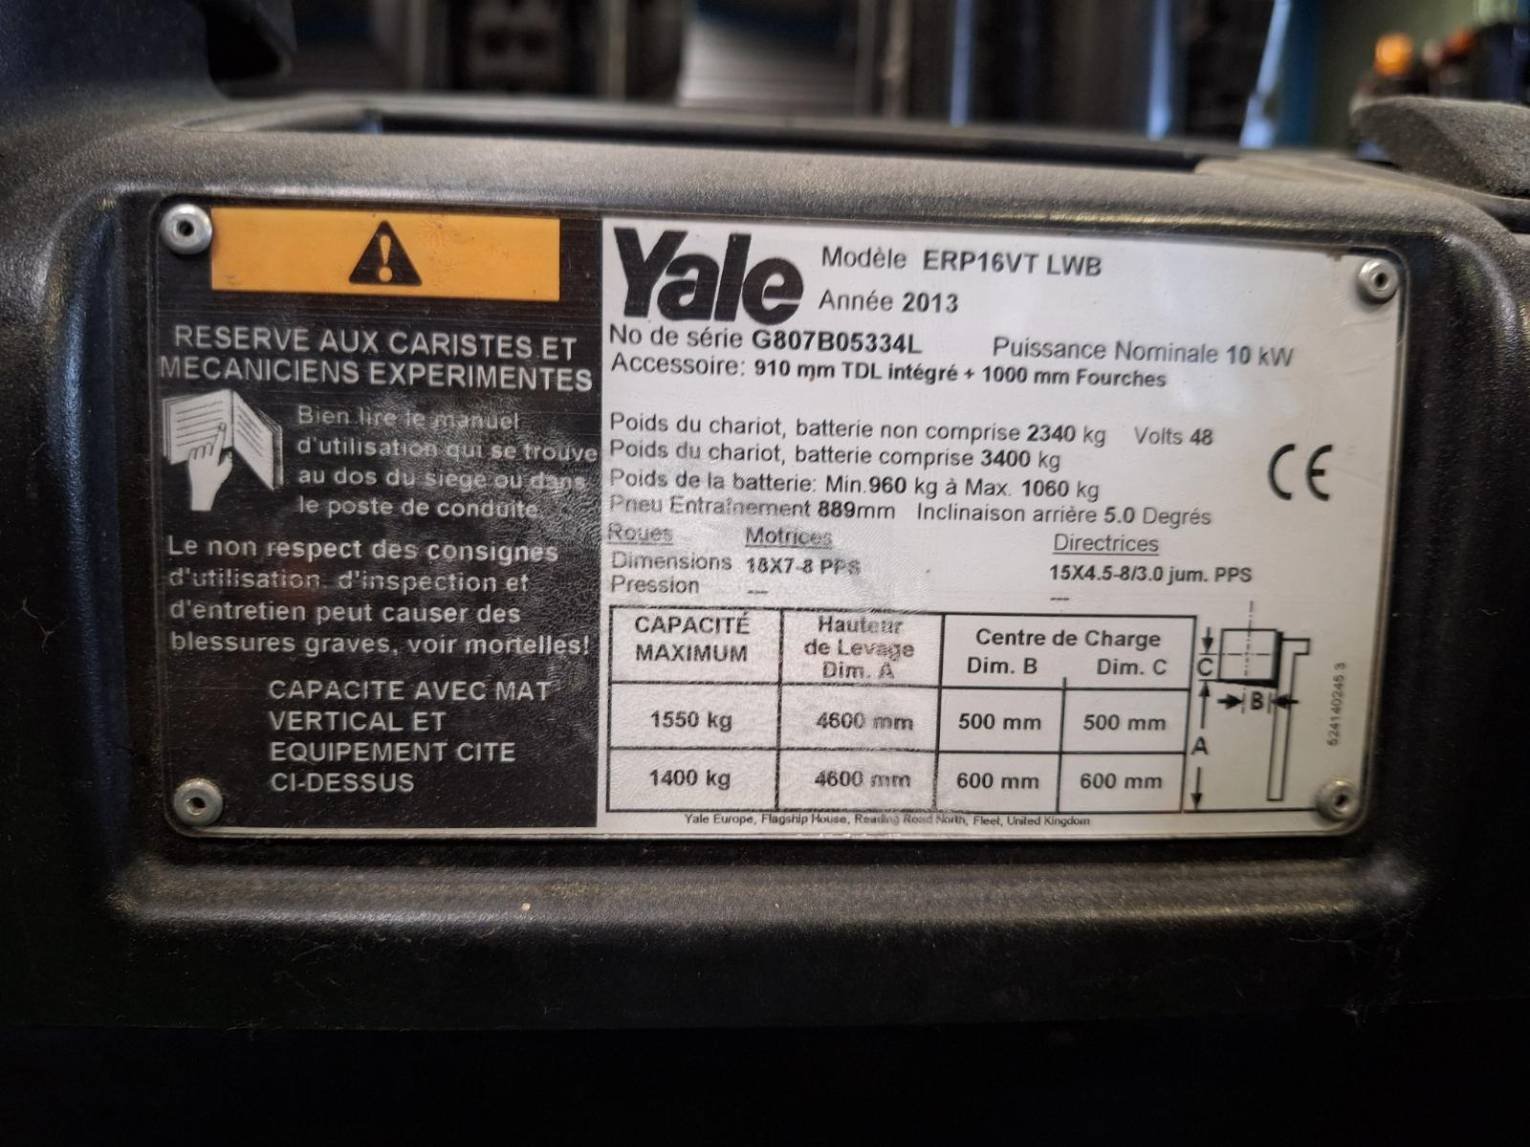 RESERVE AUX CARISTES ET
MECANICIENS EXPERIMENTES
Bien lire le manuel
d'utilisation qui se trouve
au dos du siege ou dans
le poste de conduite
Le non respect des consignes
d'utilisation, d'inspection et
d'entretien peut causer des
blessures graves, voir mortelles!
CAPACITE AVEC MAT
VERTICAL ET
EQUIPEMENT CITE
CI-DESSUS
Yale
Modèle ERP16VT LWB
Année 2013
No de série G807B05334L Puissance Nominale 10 kW
Accessoire: 910 mm TDL intégré + 1000 mm Fourches
Poids du chariot, batterie non comprise 2340 kg Volts 48
Poids du chariot, batterie comprise 3400 kg
Poids de la batterie: Min.960 kg à Max. 1060 kg
Pneu Entraînement 889mm Inclinaison arrière 5.0 Degrés
CE
Roues Motrices Directrices
Dimensions 18X7-8 PPS 15X4.5-8/3.0 jum. PPS
Pression --- ---
CAPACITÉ MAXIMUM Hauteur de Levage Dim. A Centre de Charge Dim. B Dim. C
1550 kg 4600 mm 500 mm 500 mm
1400 kg 4600 mm 600 mm 600 mm
C
B
A
524140245 3
Yale Europe, Flagship House, Reading Road North, Fleet, United Kingdom